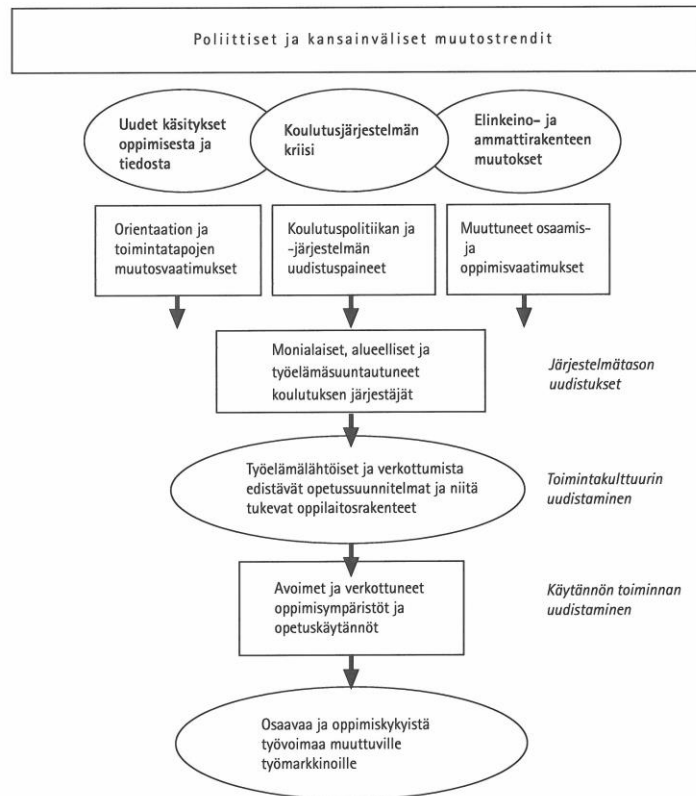 Poliittiset ja kansainväliset muutostrendit
Uudet käsitykset
oppimisesta ja
tiedosta
Koulutusjärjestelmän
kriisi
Elinkeino- ja
ammattirakenteen
muutokset
Orientaation ja
toimintatapojen
muutosvaatimukset
Koulutuspolitiikan ja
-järjestelmän
uudistuspaineet
Muuttuneet osaamis-
ja
oppimisvaatimukset
Monialaiset, alueelliset ja
työelämäsuuntautuneet
koulutuksen järjestäjät
Järjestelmätason
uudistukset
Työelämälähtöiset ja verkottumista
edistävät opetussuunnitelmat ja niitä
tukevat oppilaitosrakenteet
Toimintakulttuurin
uudistaminen
Avoimet ja verkottuneet
oppimisympäristöt ja
opetuskäytännöt
Käytännön toiminnan
uudistaminen
Osaavaa ja oppimiskykyistä
työvoimaa muuttuville
työmarkkinoille